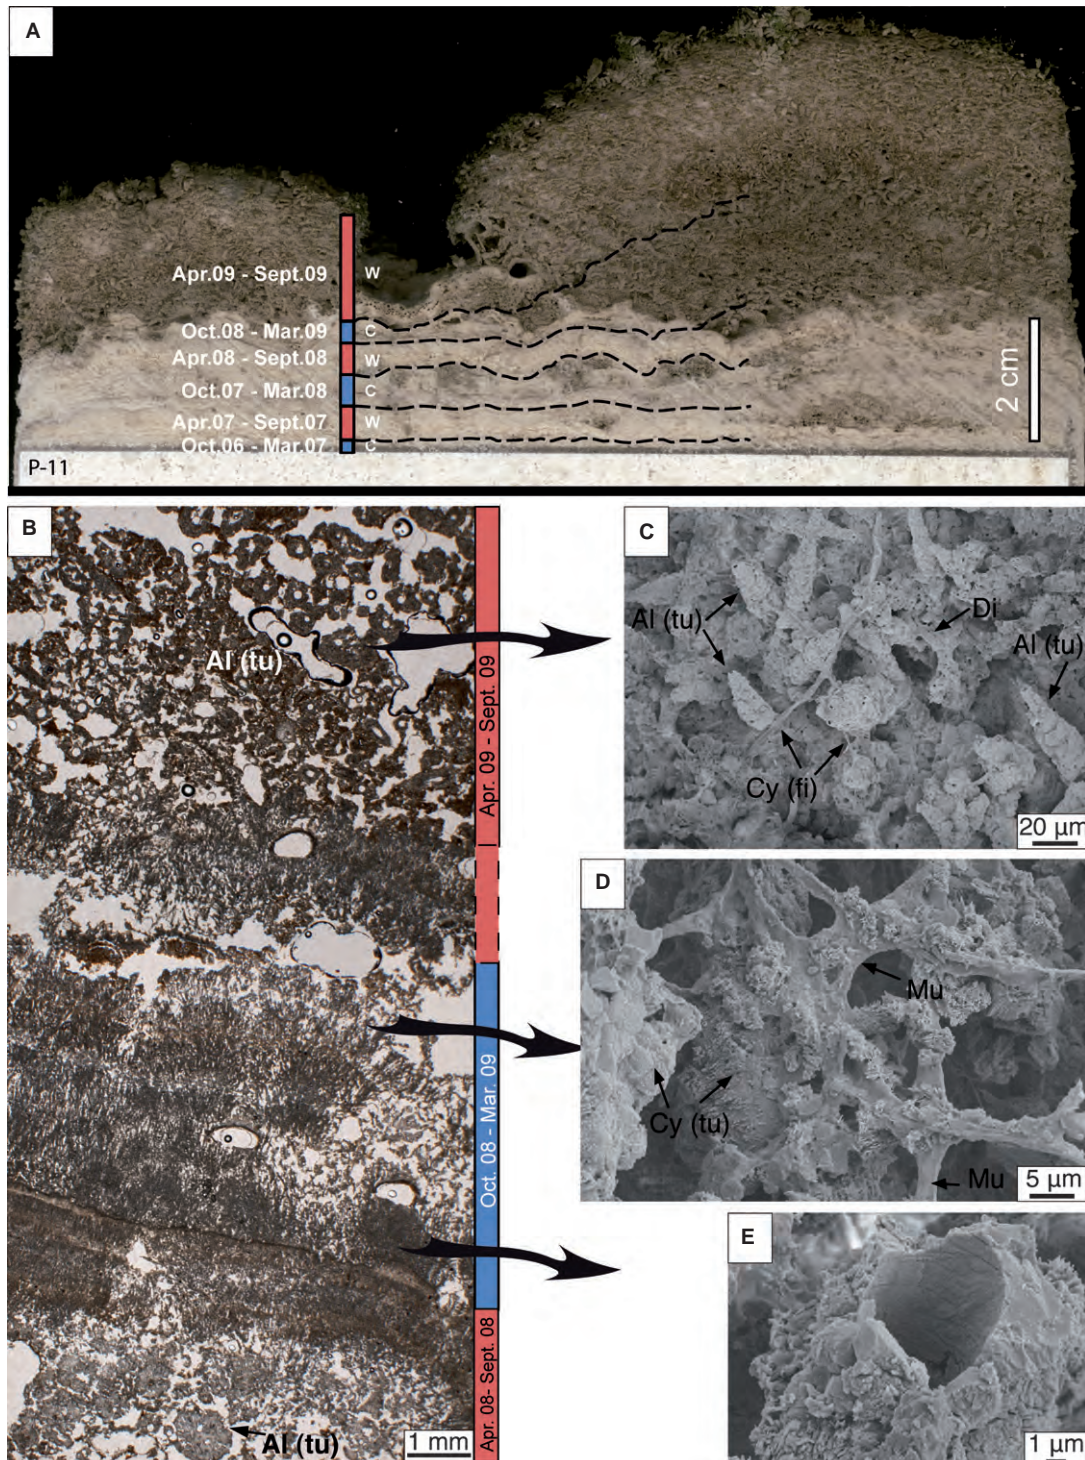 A
Apr.09 - Sept.09
W
Oct.08 - Mar.09
C
Apr.08 - Sept.08
W
Oct.07 - Mar.08
C
Apr.07 - Sept.07
W
Oct.06 - Mar.07
C
2 cm
P-11
B
Al (tu)
Apr. 09 - Sept. 09
Oct. 08 - Mar. 09
Apr. 08- Sept. 08
Al (tu)
1 mm
C
Al (tu)
Di
Al (tu)
Cy (fi)
20 µm
D
Mu
Cy (tu)
Mu
5 µm
E
1 µm